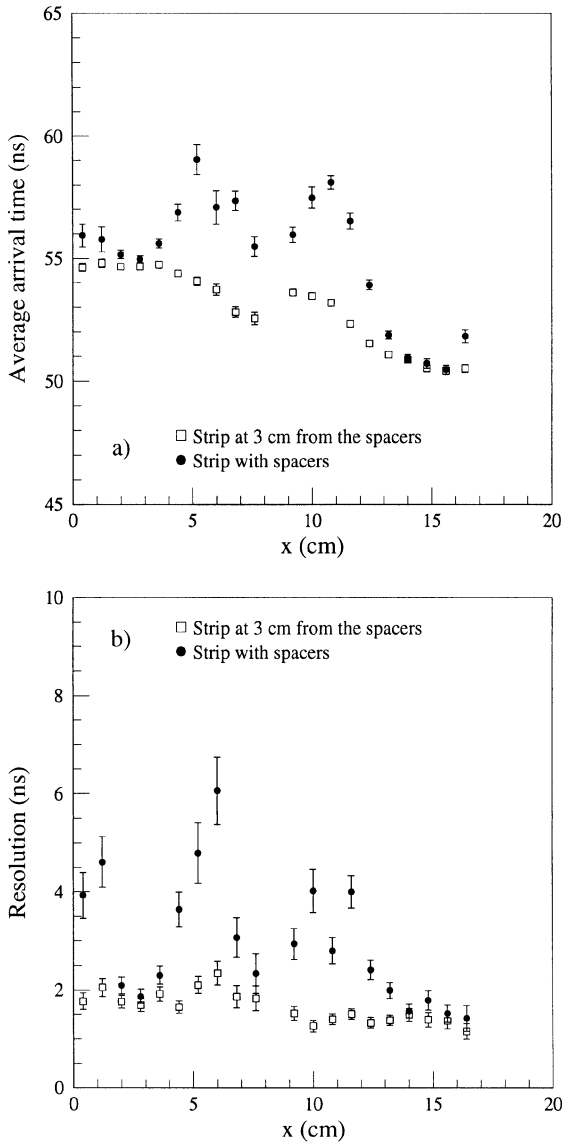 65
60
55
50
45
Average arrival time (ns)
a)
Strip at 3 cm from the spacers
Strip with spacers
0
5
10
15
20
x (cm)
10
8
6
4
2
0
Resolution (ns)
b)
Strip at 3 cm from the spacers
Strip with spacers
0
5
10
15
20
x (cm)